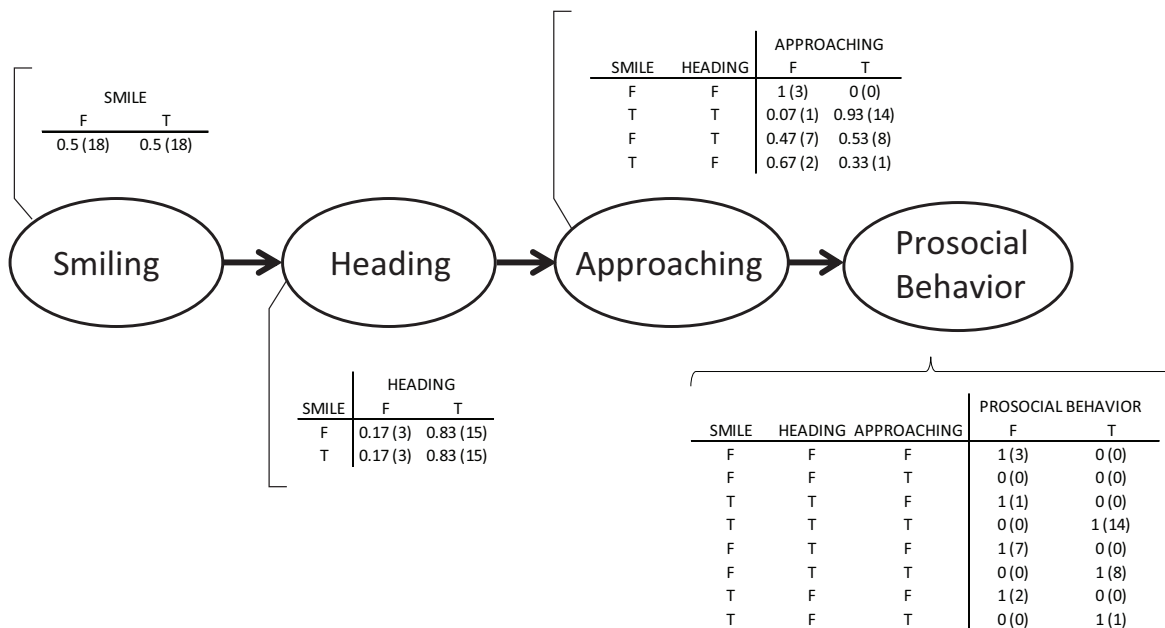 APPROACHING
SMILE HEADING F T
F F 1 (3) 0 (0)
T T 0.07 (1) 0.93 (14)
F T 0.47 (7) 0.53 (8)
T F 0.67 (2) 0.33 (1)
SMILE
F T
0.5 (18) 0.5 (18)
Smiling
Heading
Approaching
Prosocial
Behavior
HEADING
SMILE F T
F 0.17 (3) 0.83 (15)
T 0.17 (3) 0.83 (15)
PROSOCIAL BEHAVIOR
SMILE HEADING APPROACHING F T
F F F 1 (3) 0 (0)
F F T 0 (0) 0 (0)
T T F 1 (1) 0 (0)
T T T 0 (0) 1 (14)
F T F 1 (7) 0 (0)
F T T 0 (0) 1 (8)
T F F 1 (2) 0 (0)
T F T 0 (0) 1 (1)